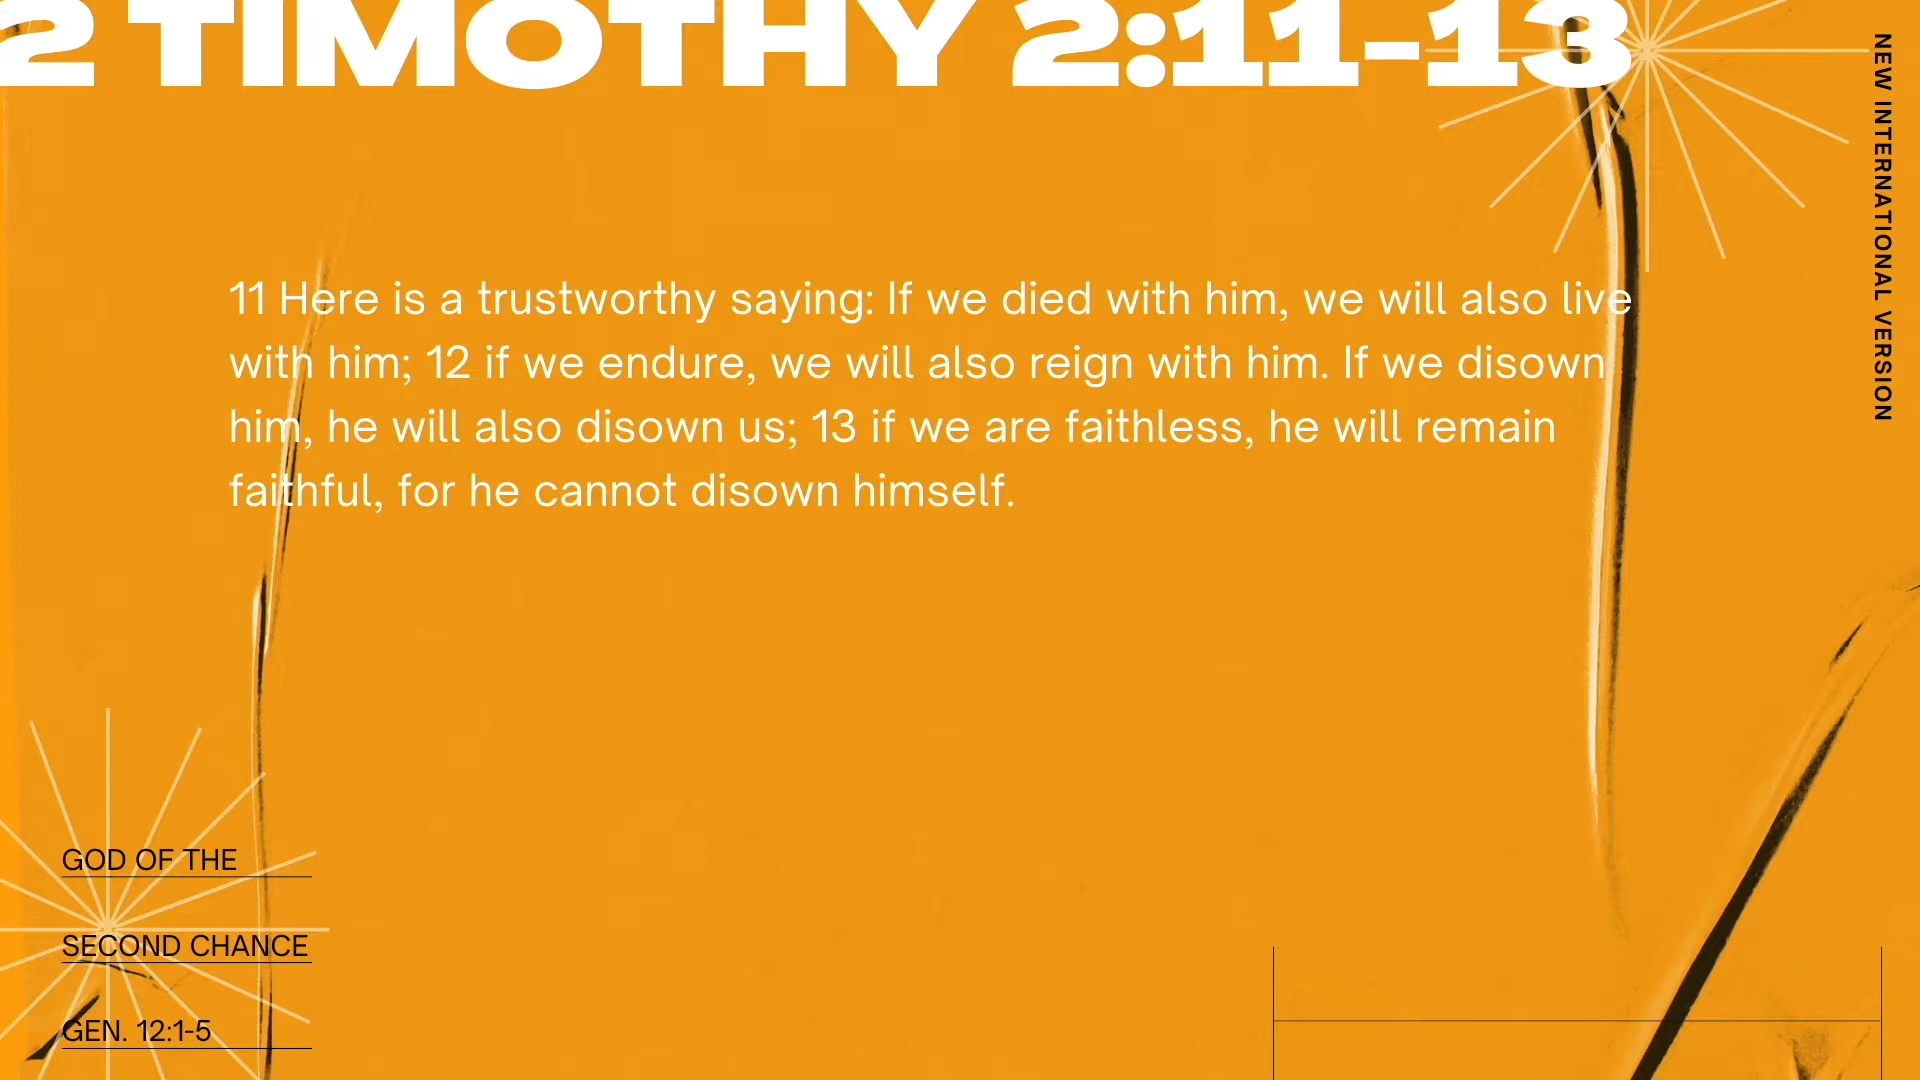 2 TIMOTHY 2:11-13
NEW INTERNATIONAL VERSION
11 Here is a trustworthy saying: If we died with him, we will also live
with him; 12 if we endure, we will also reign with him. If we disown
him, he will also disown us; 13 if we are faithless, he will remain
faithful, for he cannot disown himself.
GOD OF THE
SECOND CHANCE
GEN. 12:1-5